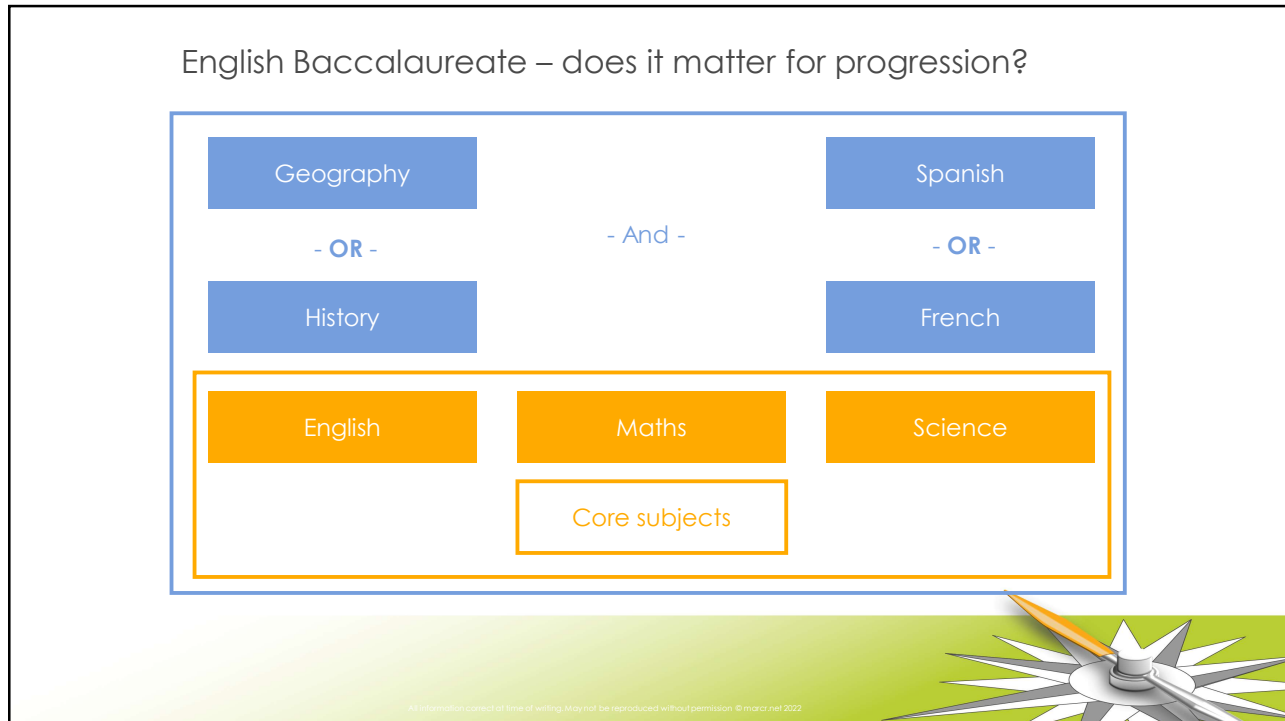 English Baccalaureate – does it matter for progression?
Geography
Spanish
- OR -
- And -
- OR -
History
French
English
Maths
Science
Core subjects
All information correct at time of writing. May not be reproduced without permission © marcr.net 2022